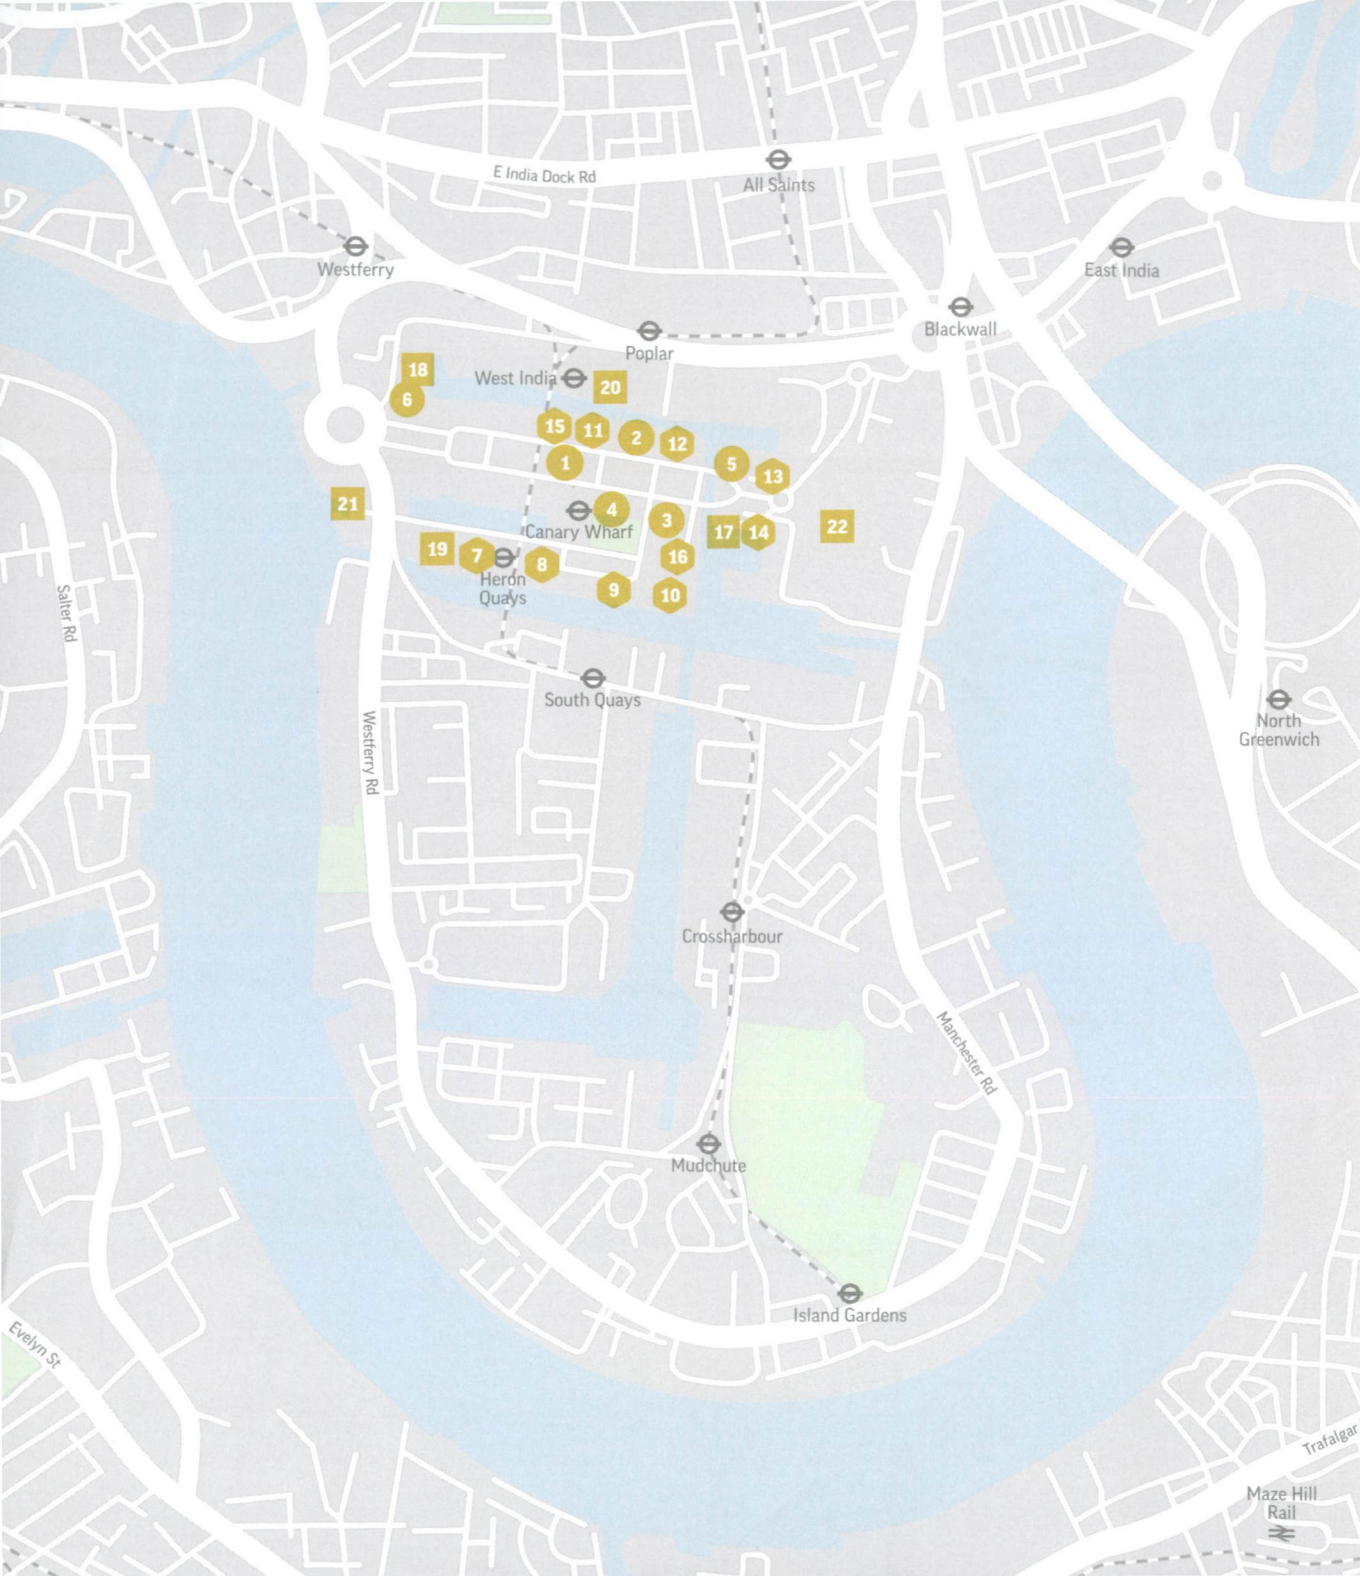 E India Dock Rd
All Saints
Westferry
East India
Blackwall
Poplar
West India
18
20
6
15
11
2
12
1
5
13
21
4
3
Canary Wharf
17
14
22
19
7
8
16
Heron
Quays
9
10
Salter Rd
South Quays
Westferry Rd
North
Greenwich
Crossharbour
Manchester Rd
Mudchute
Island Gardens
Evelyn St
Trafalgar
Maze Hill
Rail